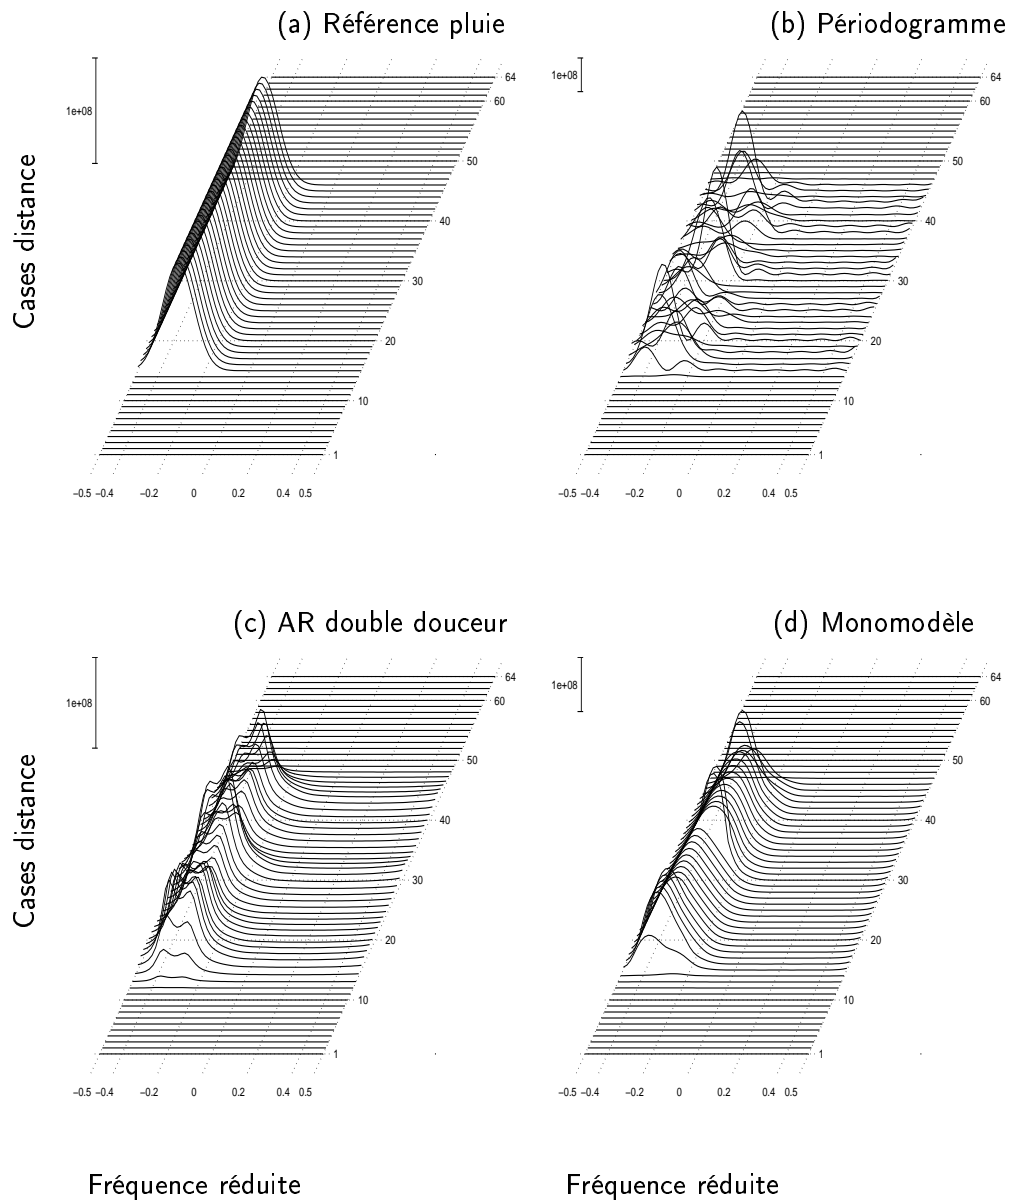 (a) Référence pluie
(b) Périodogramme
1e+08
64
60
50
40
30
20
10
1
−0.5 −0.4 −0.2 0 0.2 0.4 0.5
Cases distance
1e+08
64
60
50
40
30
20
10
1
−0.5 −0.4 −0.2 0 0.2 0.4 0.5
(c) AR double douceur
(d) Monomodèle
1e+08
64
60
50
40
30
20
10
1
−0.5 −0.4 −0.2 0 0.2 0.4 0.5
Cases distance
1e+08
64
60
50
40
30
20
10
1
−0.5 −0.4 −0.2 0 0.2 0.4 0.5
Fréquence réduite
Fréquence réduite